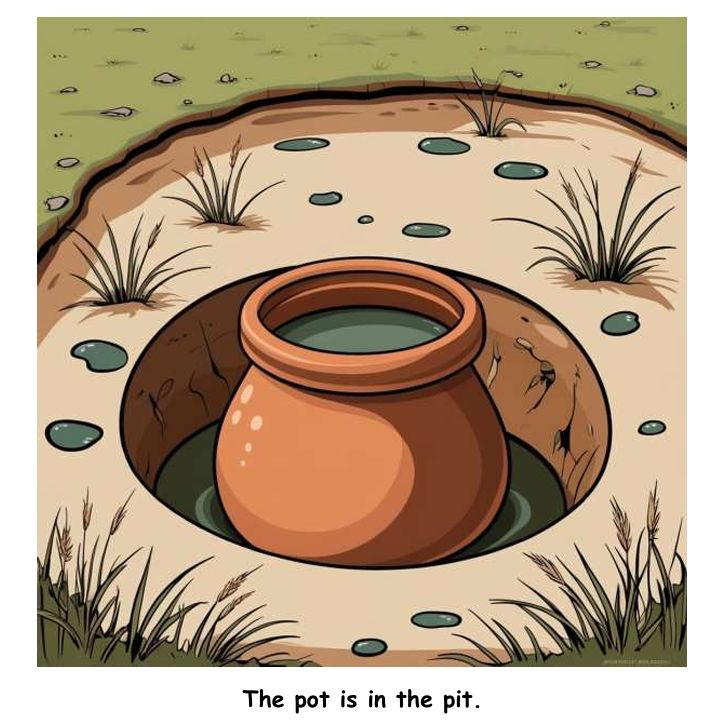 The pot is in the pit.